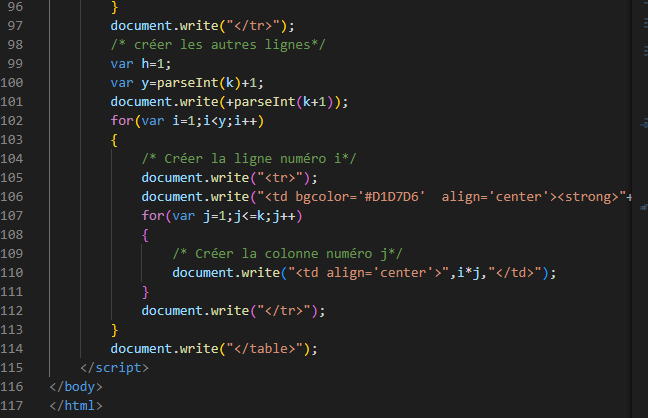 96 }
97 document.write("</tr>");
98 /* créer les autres lignes*/
99 var h=1;
100 var y=parseInt(k)+1;
101 document.write(+parseInt(k+1));
102 for(var i=1;i<y;i++)
103 {
104 /* Créer la ligne numéro i*/
105 document.write("<tr>");
106 document.write("<td bgcolor='#D1D7D6'  align='center'><strong>"+
107 for(var j=1;j<=k;j++)
108 {
109 /* Créer la colonne numéro j*/
110 document.write("<td align='center'>",i*j,"</td>");
111 }
112 document.write("</tr>");
113 }
114 document.write("</table>");
115 </script>
116 </body>
117 </html>